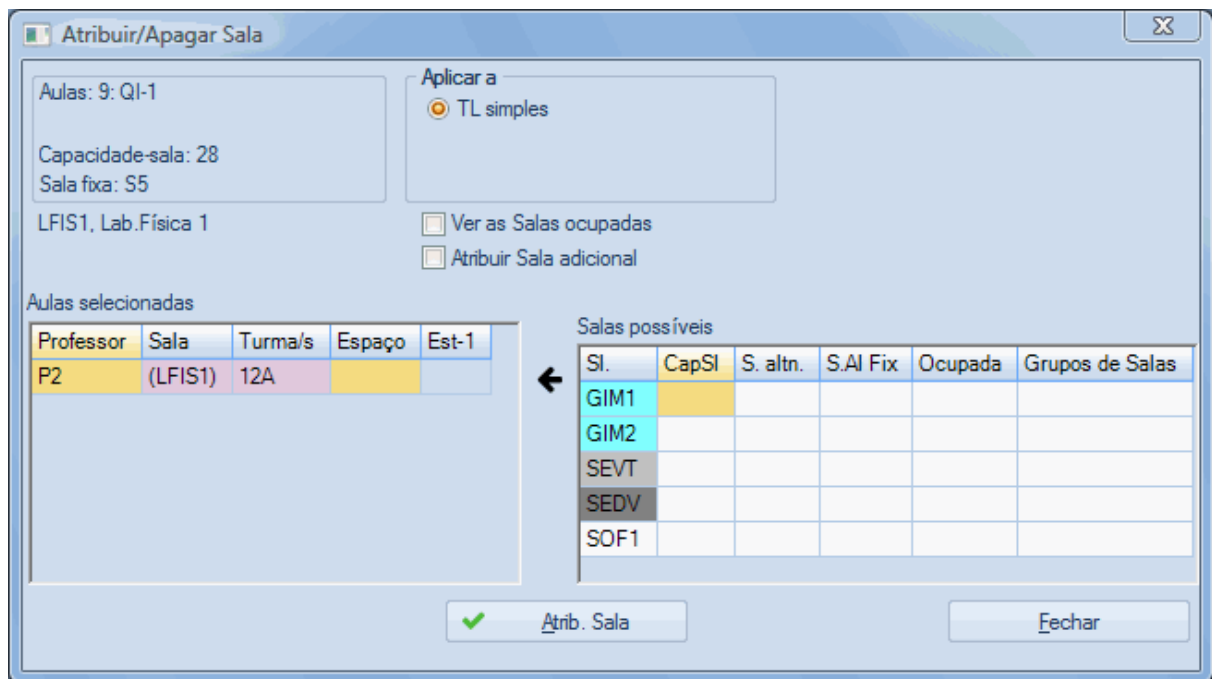 Atribuir/Apagar Sala
Aulas: 9: QI-1
Capacidade-sala: 28
Sala fixa: S5
Aplicar a
TL simples
LFIS1, Lab.Física 1
Ver as Salas ocupadas
Atribuir Sala adicional
Aulas selecionadas
Professor Sala Turma/s Espaço Est-1
P2 (LFIS1) 12A
Salas possíveis
Sl. CapSl S. altn. S.Al Fix Ocupada Grupos de Salas
GIM1
GIM2
SEVT
SEDV
SOF1
Atrib. Sala
Fechar